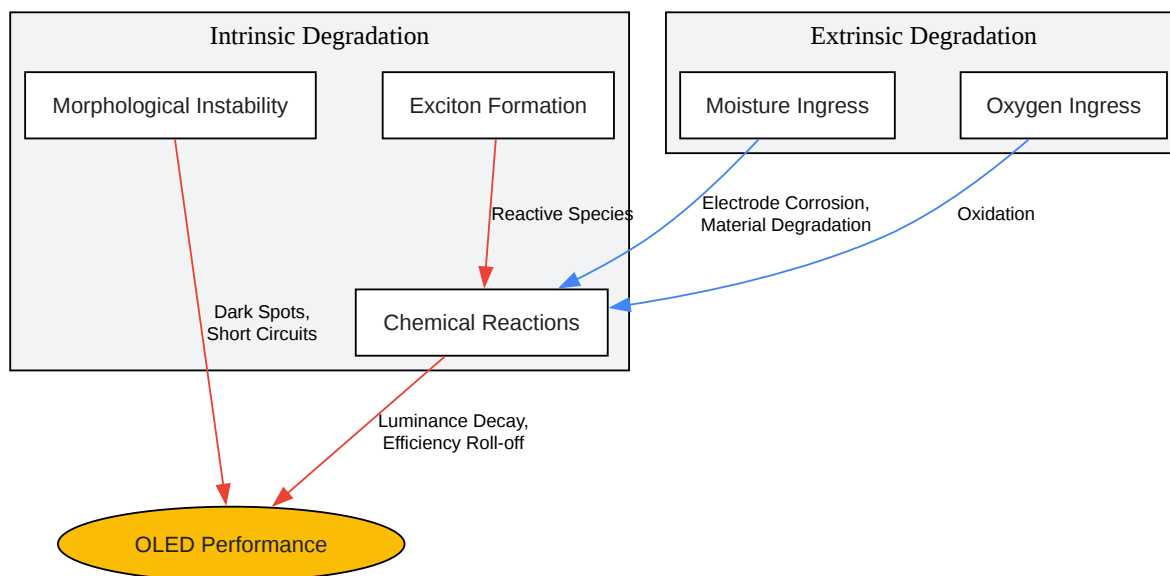 Intrinsic Degradation
Extrinsic Degradation
Morphological Instability
Exciton Formation
Moisture Ingress
Oxygen Ingress
Reactive Species
Electrode Corrosion,
Material Degradation
Oxidation
Dark Spots,
Short Circuits
Chemical Reactions
Luminance Decay,
Efficiency Roll-off
OLED Performance